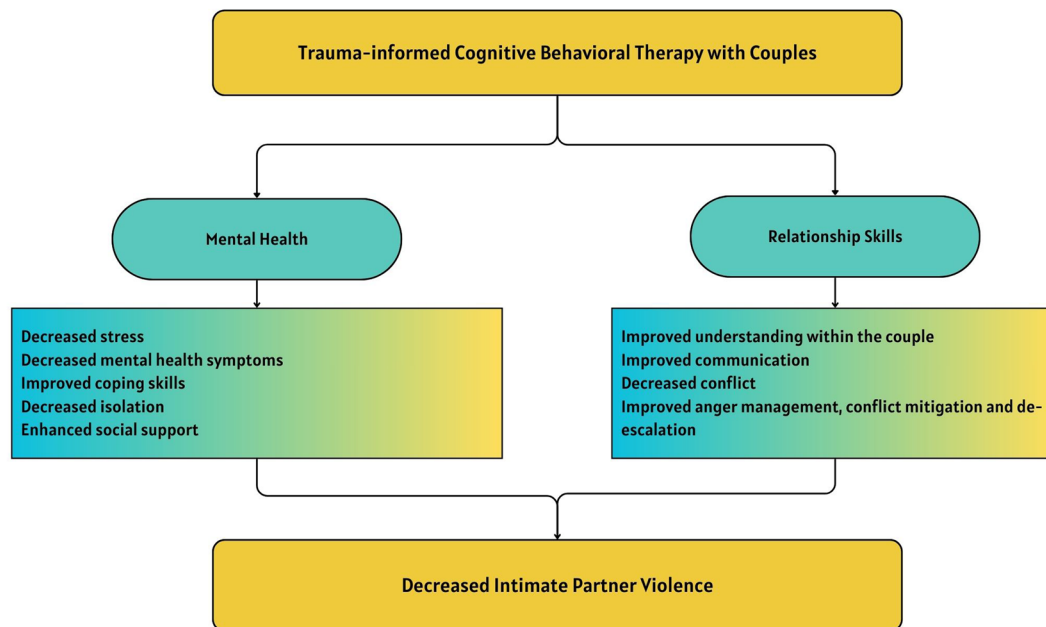 Trauma-informed Cognitive Behavioral Therapy with Couples
Mental Health
Relationship Skills
Decreased stress
Decreased mental health symptoms
Improved coping skills
Decreased isolation
Enhanced social support
Improved understanding within the couple
Improved communication
Decreased conflict
Improved anger management, conflict mitigation and de-
escalation
Decreased Intimate Partner Violence